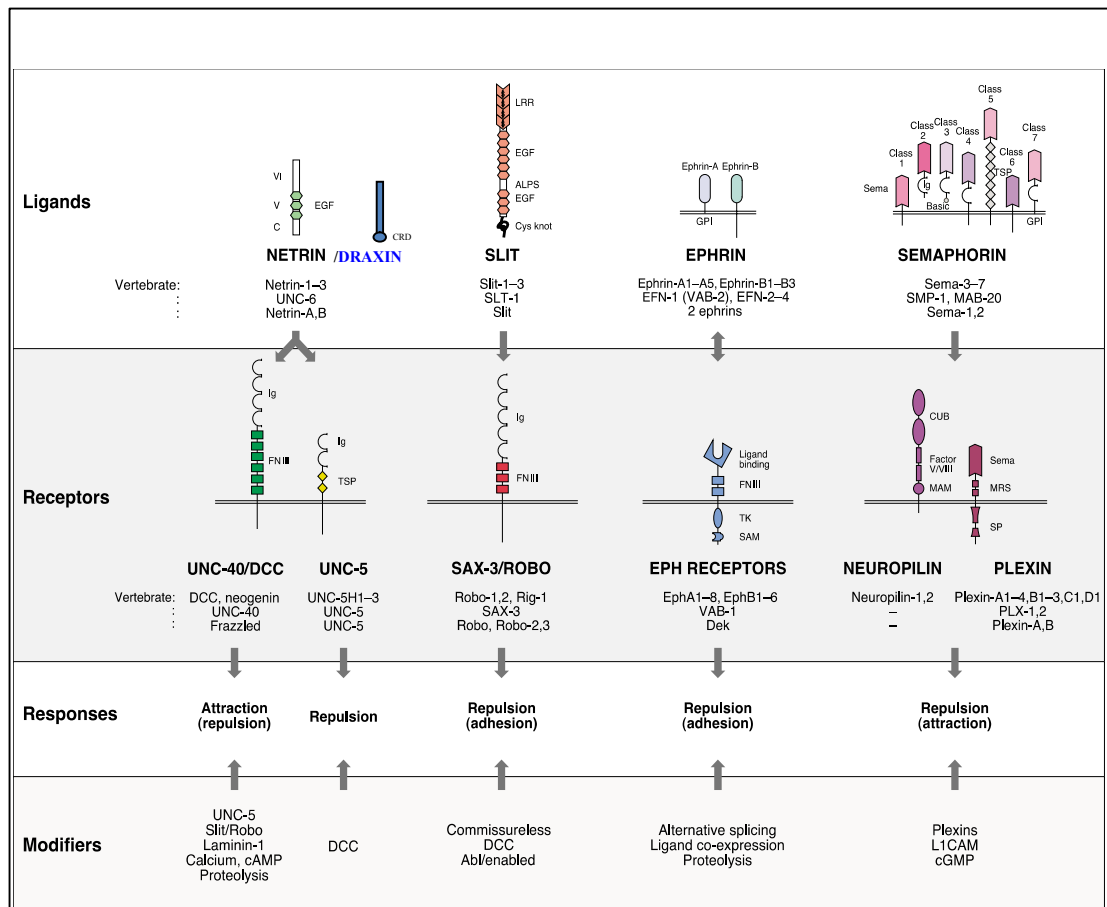 Ligands
VI
V
C
EGF
CRD
NETRIN /DRAXIN
LRR
EGF
ALPS
EGF
Cys knot
SLIT
Ephrin-A Ephrin-B
GPI
EPHRIN
Class
1
Class
2
Class
3
Class
4
Class
5
Class
6
Class
7
Sema
Ig
Basic
TSP
GPI
SEMAPHORIN
Vertebrate:
:
:
Netrin-1–3
UNC-6
Netrin-A,B
Slit-1–3
SLT-1
Slit
Ephrin-A1–A5, Ephrin-B1–B3
EFN-1 (VAB-2), EFN-2–4
2 ephrins
Sema-3–7
SMP-1, MAB-20
Sema-1,2
Receptors
Ig
FN III
Ig
TSP
Ig
FN III
Ligand
binding
FN III
TK
SAM
CUB
Factor
V/VIII
MAM
Sema
MRS
SP
UNC-40/DCC
UNC-5
SAX-3/ROBO
EPH RECEPTORS
NEUROPILIN
PLEXIN
Vertebrate:
:
:
DCC, neogenin
UNC-40
Frazzled
UNC-5H1–3
UNC-5
UNC-5
Robo-1,2, Rig-1
SAX-3
Robo, Robo-2,3
EphA1–8, EphB1–6
VAB-1
Dek
Neuropilin-1,2
–
–
Plexin-A1–4,B1–3,C1,D1
PLX-1,2
Plexin-A,B
Responses
Attraction
(repulsion)
Repulsion
Repulsion
(adhesion)
Repulsion
(adhesion)
Repulsion
(attraction)
Modifiers
UNC-5
Slit/Robo
Laminin-1
Calcium, cAMP
Proteolysis
DCC
Commissureless
DCC
Abl/enabled
Alternative splicing
Ligand co-expression
Proteolysis
Plexins
L1CAM
cGMP